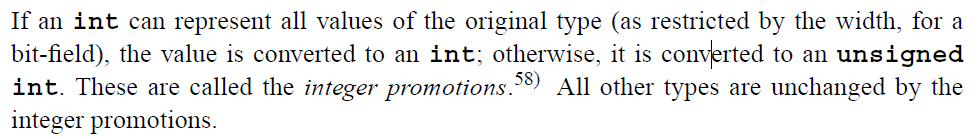 If an int can represent all values of the original type (as restricted by the width, for a
bit-field), the value is converted to an int; otherwise, it is converted to an unsigned
int. These are called the integer promotions.58) All other types are unchanged by the
integer promotions.